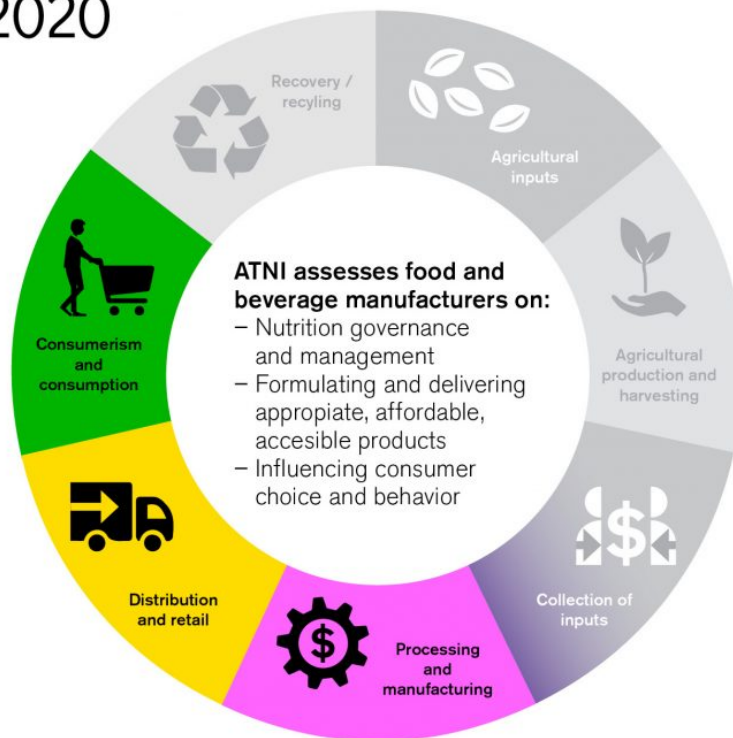 2020
Recovery /
recyling
Agricultural
inputs
ATNI assesses food and
beverage manufacturers on:
– Nutrition governance
and management
– Formulating and delivering
appropiate, affordable,
accesible products
– Influencing consumer
choice and behavior
Consumerism
and
consumption
Agricultural
production and
harvesting
Distribution
and retail
$
Processing
and
manufacturing
$
Collection of
inputs